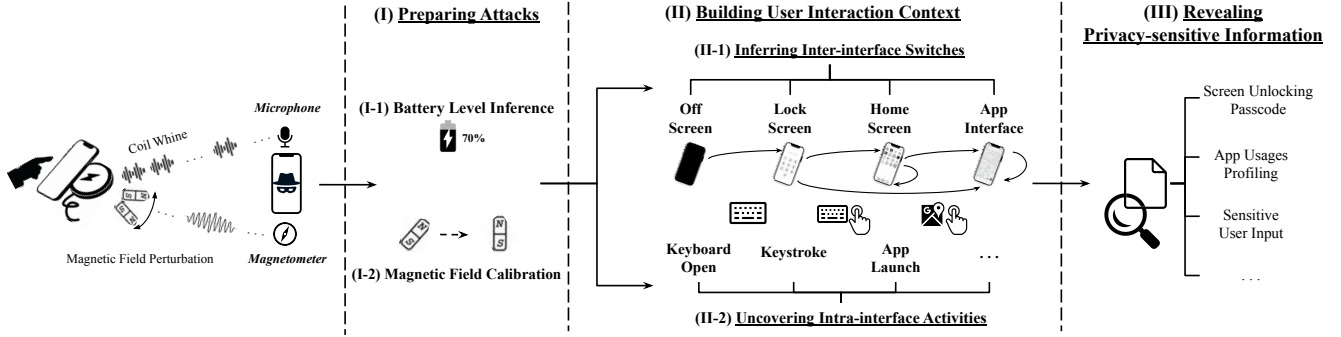 Microphone
Coil Whine
Magnetic Field Perturbation
Magnetometer
(I) Preparing Attacks
(I-1) Battery Level Inference
70%
N
S
N
S
(I-2) Magnetic Field Calibration
(II) Building User Interaction Context
(II-1) Inferring Inter-interface Switches
Off
Screen
Lock
Screen
Home
Screen
App
Interface
Keyboard
Open
Keystroke
App
Launch
...
(II-2) Uncovering Intra-interface Activities
(III) Revealing
Privacy-sensitive Information
Screen Unlocking
Passcode
App Usages
Profiling
Sensitive
User Input
...